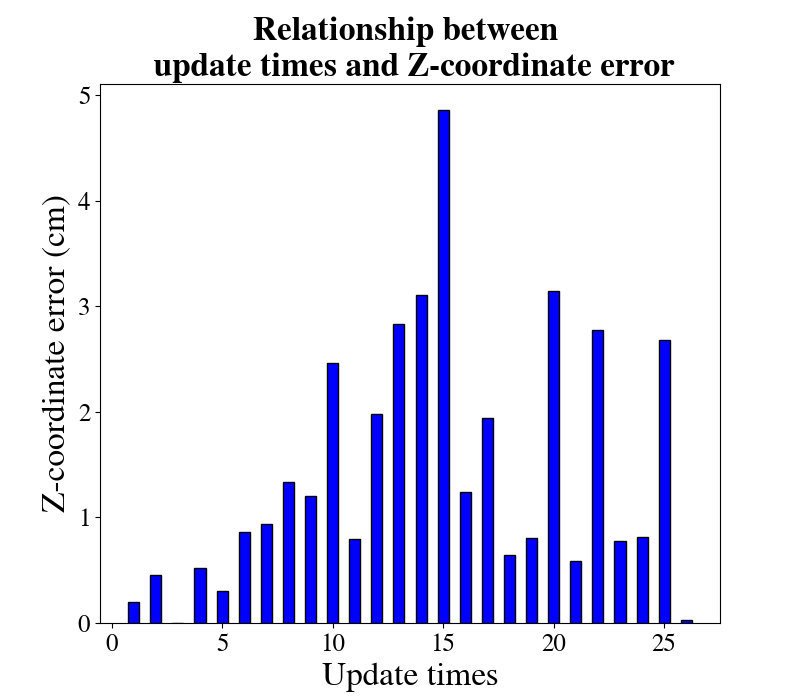 Relationship between
update times and Z-coordinate error
5
4
3
2
1
0
Z-coordinate error (cm)
0 5 10 15 20 25
Update times